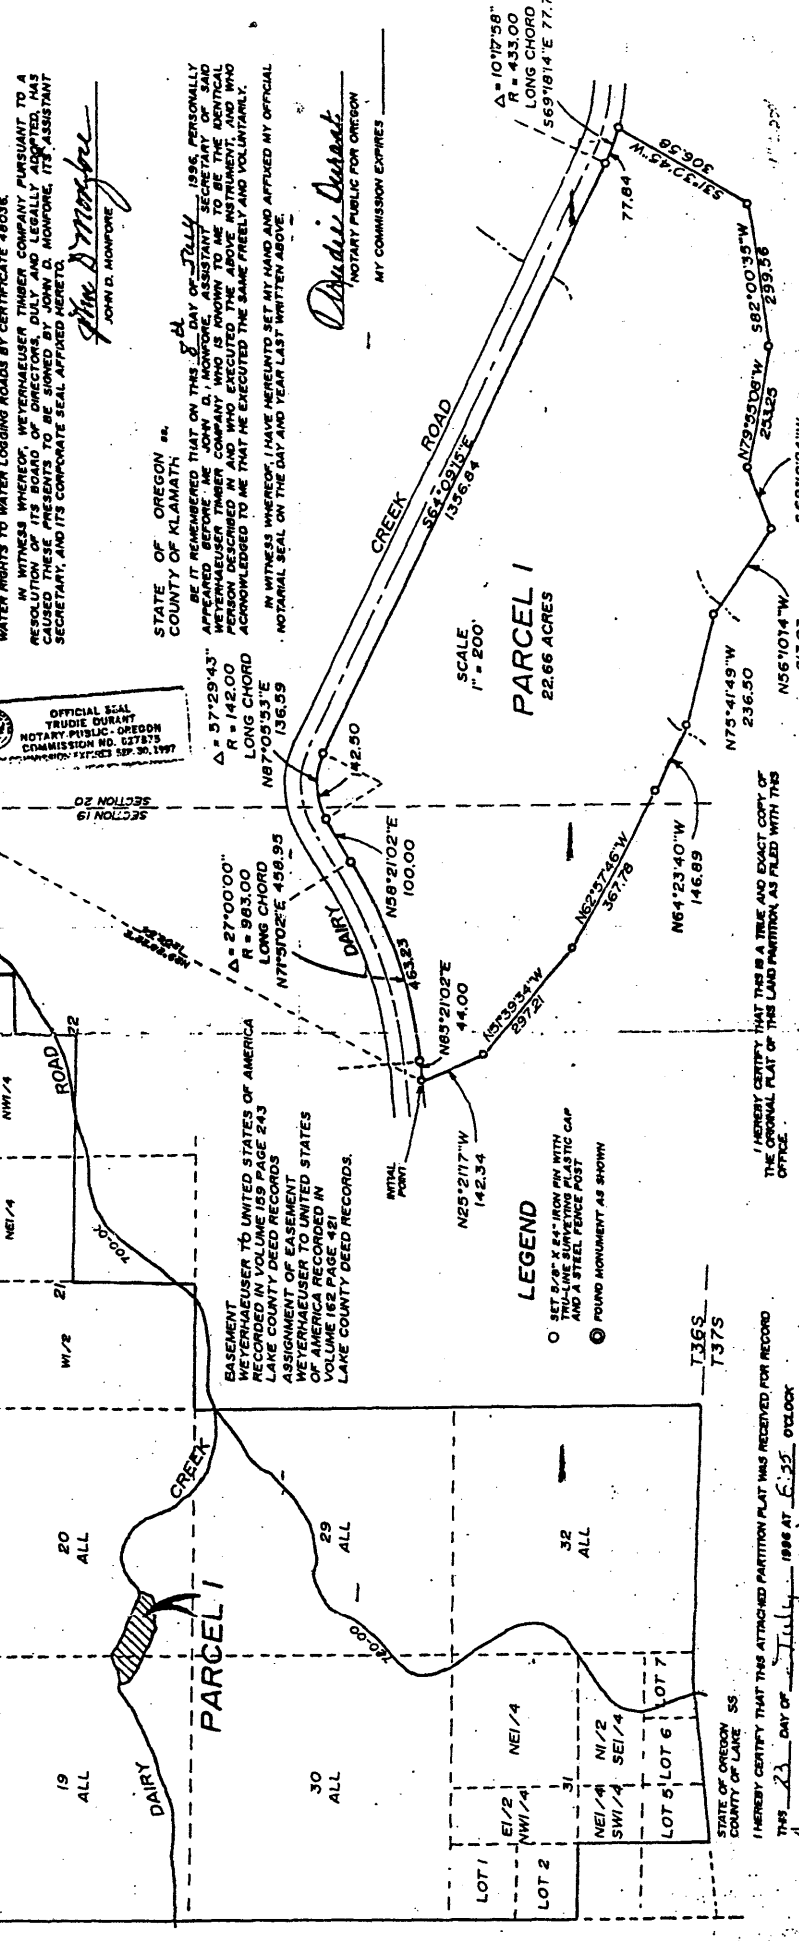 WATER RIGHTS TO WATER LOGGING ROADS BY CERTIFICATE 48036.
IN WITNESS WHEREOF, WEYERHAEUSER TIMBER COMPANY PURSUANT TO A
RESOLUTION OF ITS BOARD OF DIRECTORS, DULY AND LEGALLY ADOPTED, HAS
CAUSED THESE PRESENTS TO BE SIGNED BY JOHN D. MONFORE, ITS ASSISTANT
SECRETARY, AND ITS CORPORATE SEAL AFFIXED HERETO.
John D Monfore
JOHN D. MONFORE
STATE OF OREGON ss.
COUNTY OF KLAMATH
BE IT REMEMBERED THAT ON THIS 8th DAY OF July 1996, PERSONALLY
APPEARED BEFORE ME JOHN D. MONFORE, ASSISTANT SECRETARY OF SAID
WEYERHAEUSER TIMBER COMPANY WHO IS KNOWN TO ME TO BE THE IDENTICAL
PERSON DESCRIBED IN AND WHO EXECUTED THE ABOVE INSTRUMENT, AND WHO
ACKNOWLEDGED TO ME THAT HE EXECUTED THE SAME FREELY AND VOLUNTARILY.
IN WITNESS WHEREOF, I HAVE HEREUNTO SET MY HAND AND AFFIXED MY OFFICIAL
NOTARIAL SEAL ON THE DAY AND YEAR LAST WRITTEN ABOVE.
Trudie Durant
NOTARY PUBLIC FOR OREGON
MY COMMISSION EXPIRES
OFFICIAL SEAL
TRUDIE DURANT
NOTARY PUBLIC - OREGON
COMMISSION NO. 027875
COMMISSION EXPIRES SEP. 30, 1997
Δ = 10°17'58"
R = 433.00
LONG CHORD
S69°18'14"E 77.7
77.84
S31°32'45"W
306.58
S82°00'35"W
299.56
N79°55'06"W
253.25
N56°10'14"W
N75°41'49"W
236.50
N64°23'40"W
146.89
N62°57'46"W
367.78
N51°39'34"W
297.21
N25°21'17"W
142.34
INITIAL
POINT
N85°21'02"E
44.00
463.23
Δ = 27°00'00"
R = 983.00
LONG CHORD
N71°51'02"E 458.95
N58°21'02"E
100.00
142.50
Δ = 57°29'43"
R = 142.00
LONG CHORD
N87°05'53"E
136.59
S64°09'15"E
1356.84
DAIRY
CREEK
ROAD
SECTION 20
SECTION 19
SCALE
1" = 200'
PARCEL 1
22.66 ACRES
EASEMENT
WEYERHAEUSER TO UNITED STATES OF AMERICA
RECORDED IN VOLUME 159 PAGE 243
LAKE COUNTY DEED RECORDS
ASSIGNMENT OF EASEMENT
WEYERHAEUSER TO UNITED STATES
OF AMERICA RECORDED IN
VOLUME 162 PAGE 421
LAKE COUNTY DEED RECORDS.
LEGEND
SET 5/8" X 24" IRON PIN WITH
TRU-LINE SURVEYING PLASTIC CAP
AND A STEEL FENCE POST
FOUND MONUMENT AS SHOWN
I HEREBY CERTIFY THAT THIS IS A TRUE AND EXACT COPY OF
THE ORIGINAL PLAT OF THIS LAND PARTITION, AS FILED WITH THIS
OFFICE.
NW1/4
NE1/4
22
ROAD
21
W1/2
20
ALL
CREEK
PARCEL 1
DAIRY
19
ALL
29
ALL
30
ALL
32
ALL
31
NE1/4
E1/2
NW1/4
LOT 1
LOT 2
NE1/4
SW1/4
N1/2
SE1/4
LOT 5
LOT 6
LOT 7
T36S
T37S
STATE OF OREGON SS
COUNTY OF LAKE
I HEREBY CERTIFY THAT THIS ATTACHED PARTITION PLAT WAS RECEIVED FOR RECORD
THIS 23 DAY OF July 1996 AT O'CLOCK